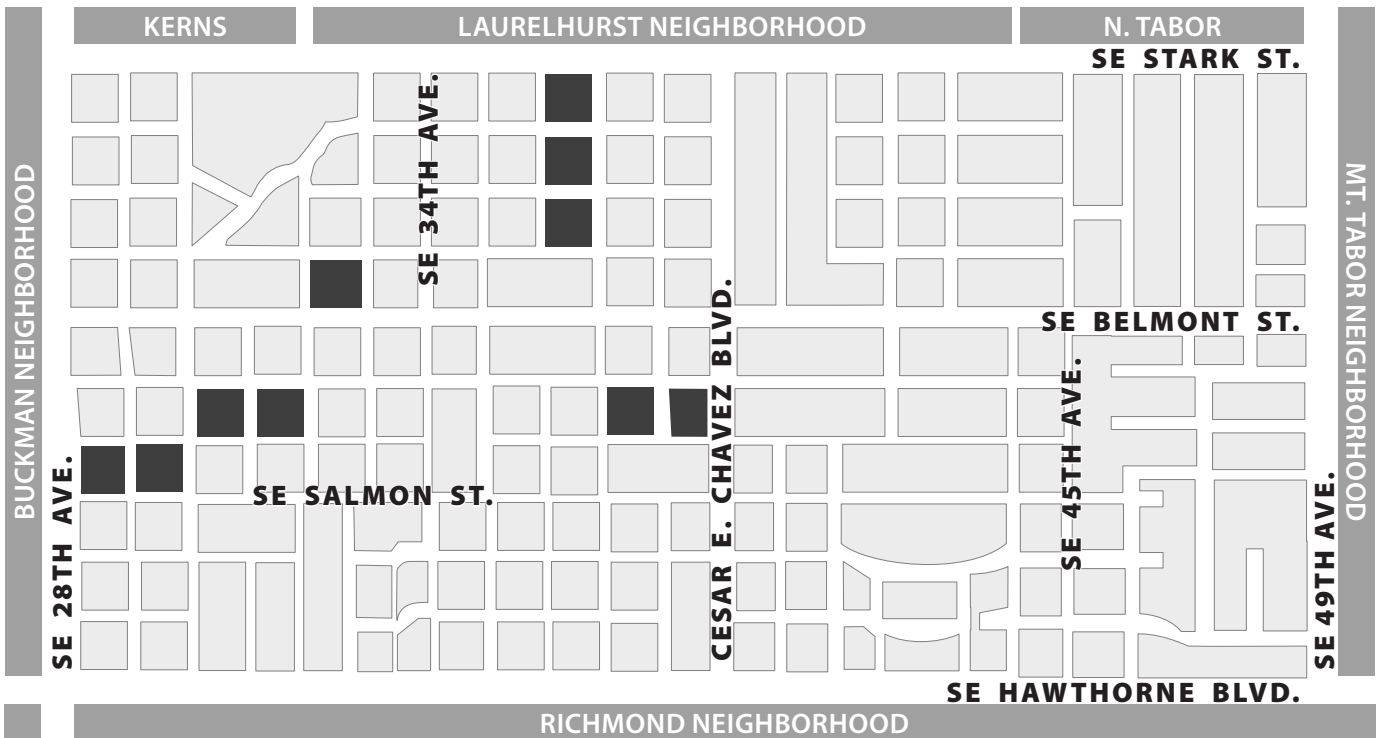 KERNS
LAURELHURST NEIGHBORHOOD
N. TABOR
SE STARK ST.
BUCKMAN NEIGHBORHOOD
SE 34TH AVE.
MT. TABOR NEIGHBORHOOD
SE BELMONT ST.
CESAR E. CHAVEZ BLVD.
SE 45TH AVE.
SE 28TH AVE.
SE SALMON ST.
SE 49TH AVE.
SE HAWTHORNE BLVD.
RICHMOND NEIGHBORHOOD